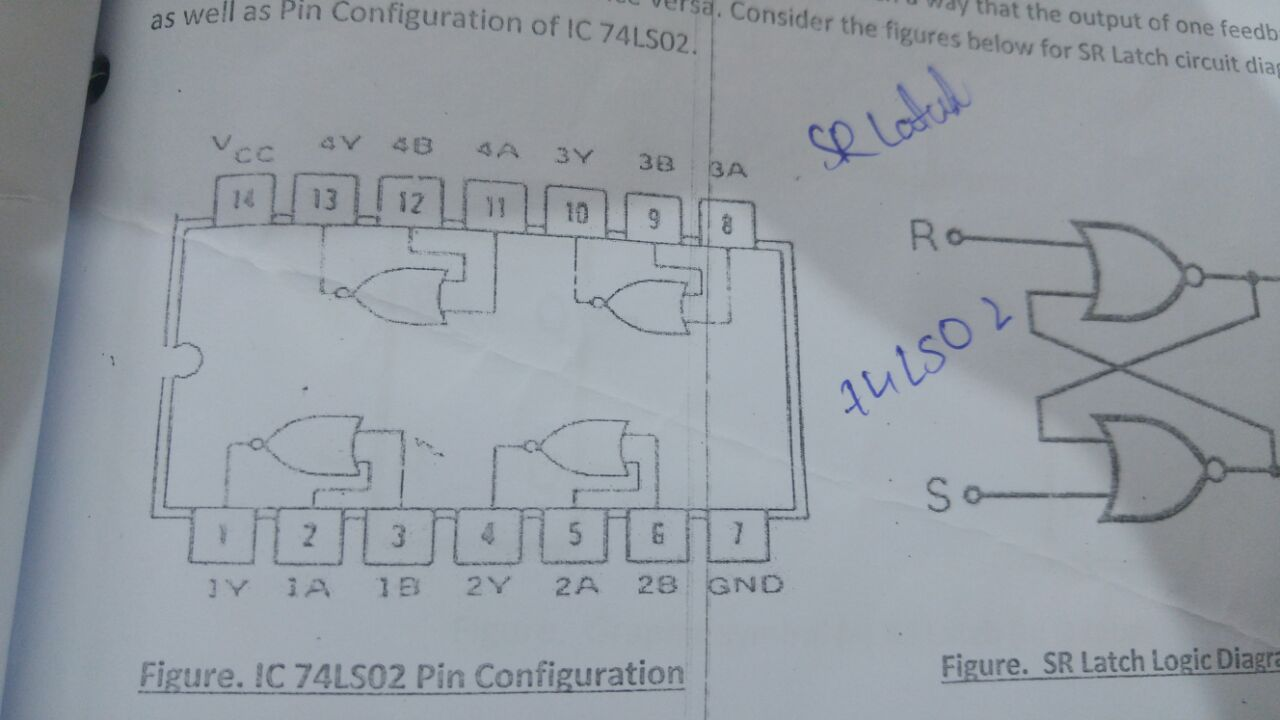 way that the output of one feedb
versa. Consider the figures below for SR Latch circuit diag
as well as Pin Configuration of IC 74LS02.
SR Latch
VCC 4Y 4B 4A 3Y 3B 3A
14 13 12 11 10 9 8
R
74LS02
S
1 2 3 4 5 6 7
1Y 1A 1B 2Y 2A 2B GND
Figure. IC 74LS02 Pin Configuration
Figure. SR Latch Logic Diagra